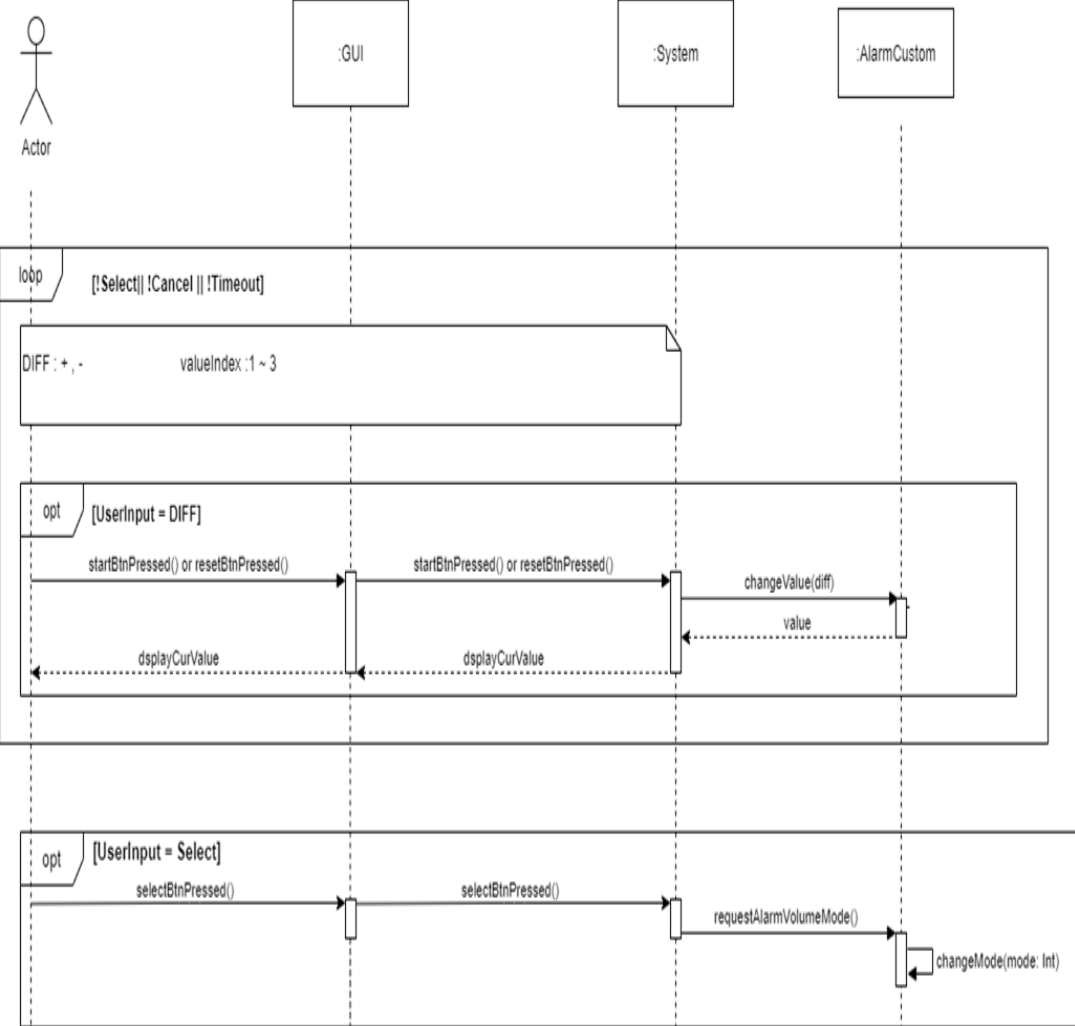 :GUI
:System
:AlarmCustom
Actor
loop
[!Select|| !Cancel || !Timeout]
DIFF : + , - valueIndex :1 ~ 3
opt
[UserInput = DIFF]
startBtnPressed() or resetBtnPressed()
startBtnPressed() or resetBtnPressed()
changeValue(diff)
value
dsplayCurValue
dsplayCurValue
opt
[UserInput = Select]
selectBtnPressed()
selectBtnPressed()
requestAlarmVolumeMode()
changeMode(mode: Int)